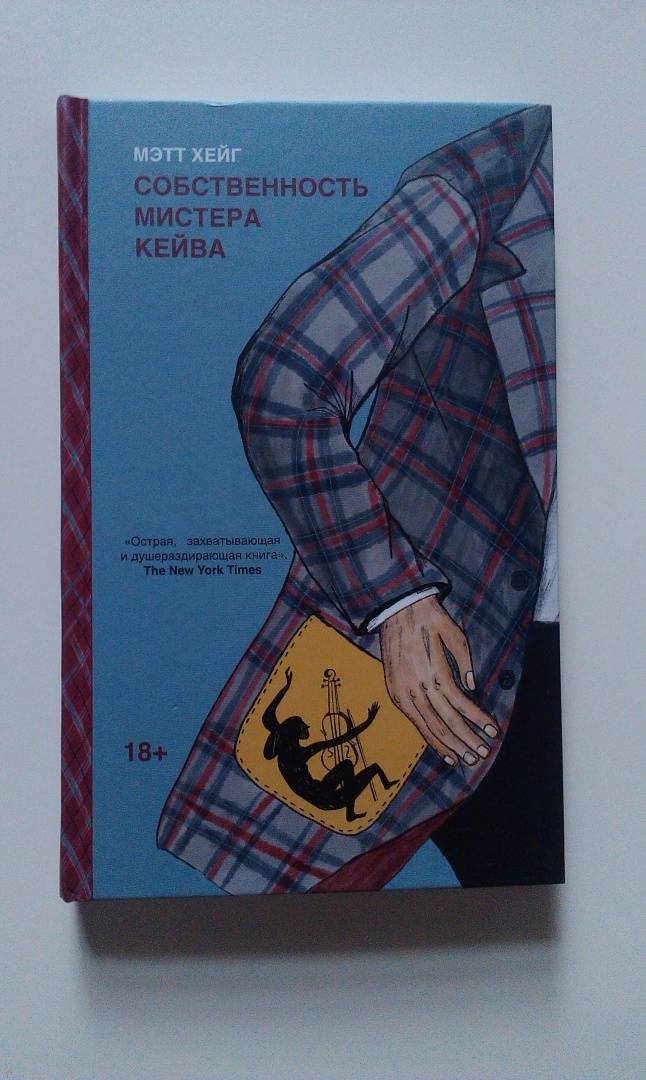 МЭТТ ХЕЙГ
СОБСТВЕННОСТЬ
МИСТЕРА
КЕЙВА
«Острая, захватывающая
и душераздирающая книга».
The New York Times
18+